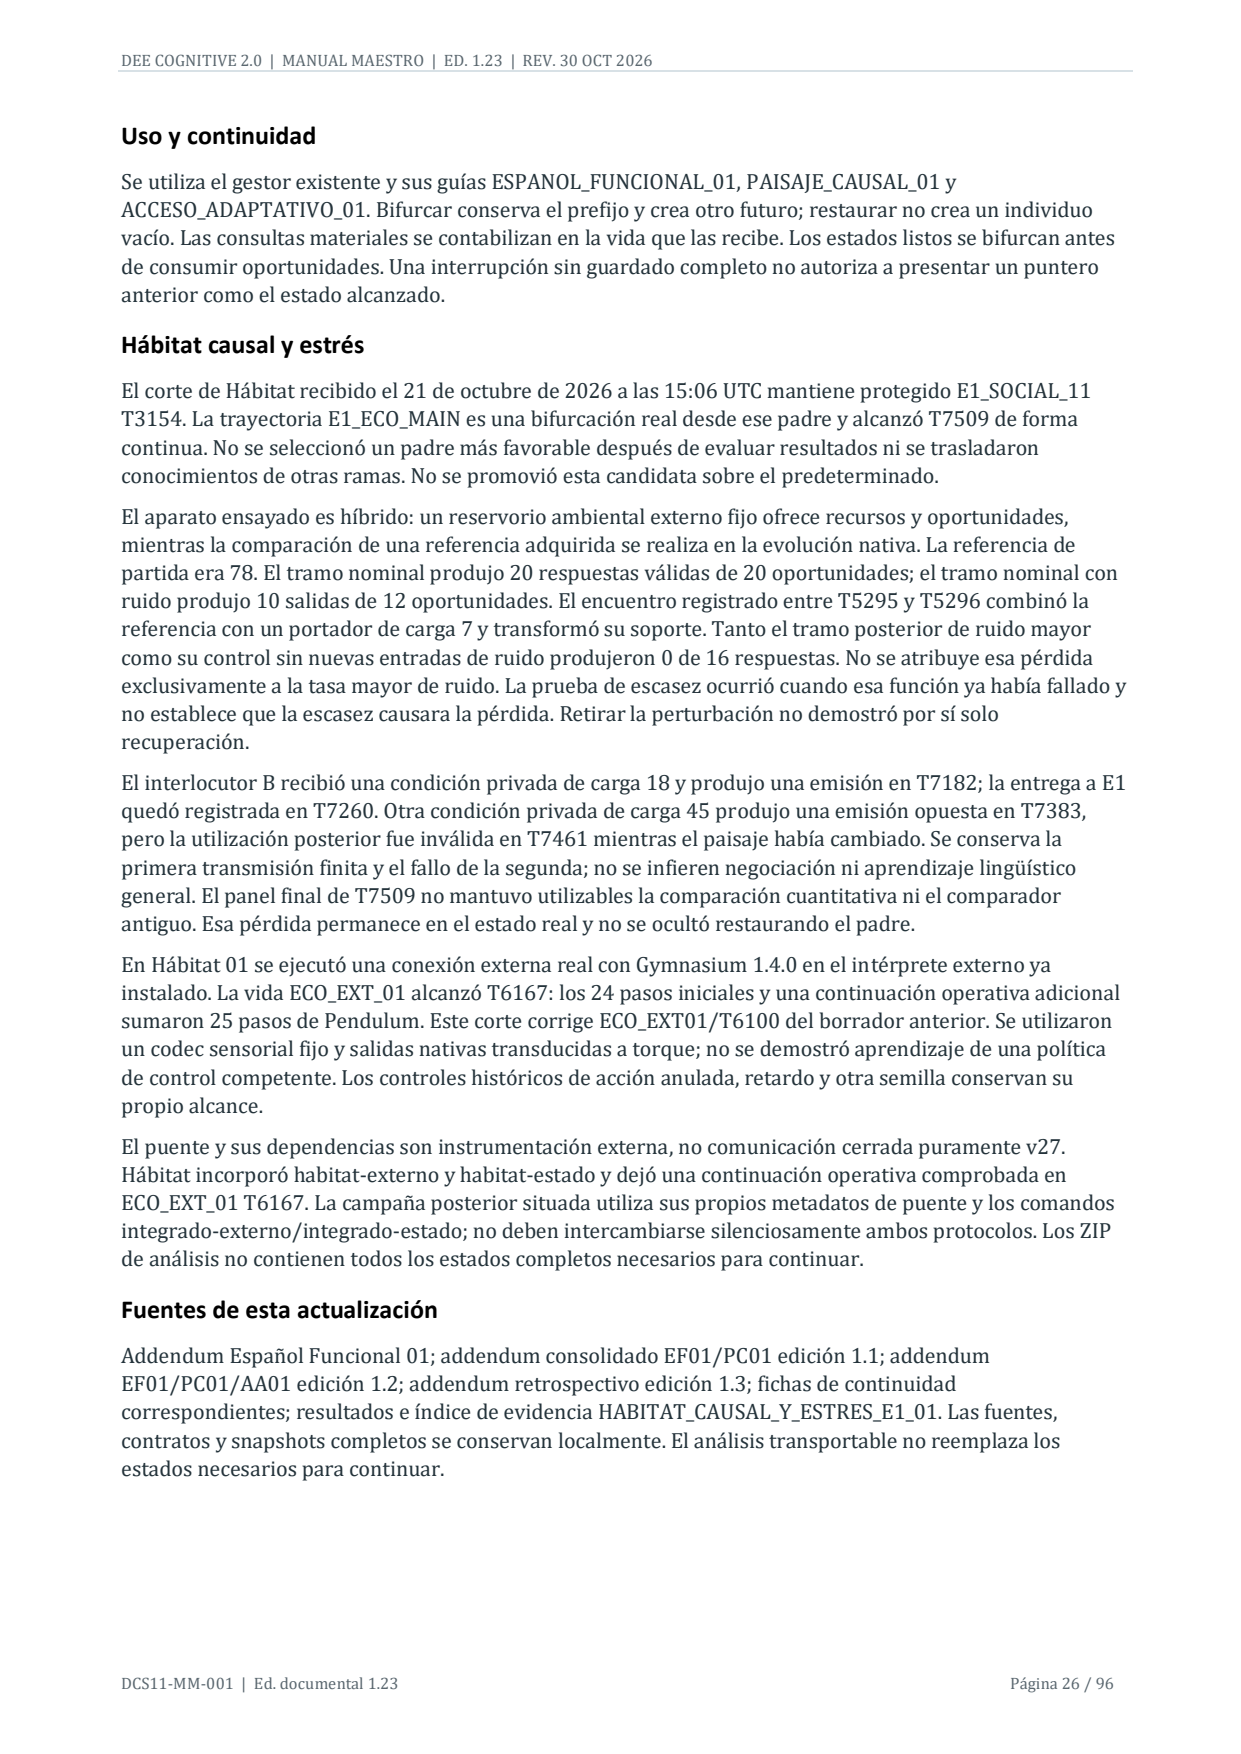 DEE COGNITIVE 2.0 | MANUAL MAESTRO | ED. 1.23 | REV. 30 OCT 2026
Uso y continuidad
Se utiliza el gestor existente y sus guías ESPANOL_FUNCIONAL_01, PAISAJE_CAUSAL_01 y
ACCESO_ADAPTATIVO_01. Bifurcar conserva el prefijo y crea otro futuro; restaurar no crea un individuo
vacío. Las consultas materiales se contabilizan en la vida que las recibe. Los estados listos se bifurcan antes
de consumir oportunidades. Una interrupción sin guardado completo no autoriza a presentar un puntero
anterior como el estado alcanzado.
Hábitat causal y estrés
El corte de Hábitat recibido el 21 de octubre de 2026 a las 15:06 UTC mantiene protegido E1_SOCIAL_11
T3154. La trayectoria E1_ECO_MAIN es una bifurcación real desde ese padre y alcanzó T7509 de forma
continua. No se seleccionó un padre más favorable después de evaluar resultados ni se trasladaron
conocimientos de otras ramas. No se promovió esta candidata sobre el predeterminado.
El aparato ensayado es híbrido: un reservorio ambiental externo fijo ofrece recursos y oportunidades,
mientras la comparación de una referencia adquirida se realiza en la evolución nativa. La referencia de
partida era 78. El tramo nominal produjo 20 respuestas válidas de 20 oportunidades; el tramo nominal con
ruido produjo 10 salidas de 12 oportunidades. El encuentro registrado entre T5295 y T5296 combinó la
referencia con un portador de carga 7 y transformó su soporte. Tanto el tramo posterior de ruido mayor
como su control sin nuevas entradas de ruido produjeron 0 de 16 respuestas. No se atribuye esa pérdida
exclusivamente a la tasa mayor de ruido. La prueba de escasez ocurrió cuando esa función ya había fallado y
no establece que la escasez causara la pérdida. Retirar la perturbación no demostró por sí solo
recuperación.
El interlocutor B recibió una condición privada de carga 18 y produjo una emisión en T7182; la entrega a E1
quedó registrada en T7260. Otra condición privada de carga 45 produjo una emisión opuesta en T7383,
pero la utilización posterior fue inválida en T7461 mientras el paisaje había cambiado. Se conserva la
primera transmisión finita y el fallo de la segunda; no se infieren negociación ni aprendizaje lingüístico
general. El panel final de T7509 no mantuvo utilizables la comparación cuantitativa ni el comparador
antiguo. Esa pérdida permanece en el estado real y no se ocultó restaurando el padre.
En Hábitat 01 se ejecutó una conexión externa real con Gymnasium 1.4.0 en el intérprete externo ya
instalado. La vida ECO_EXT_01 alcanzó T6167: los 24 pasos iniciales y una continuación operativa adicional
sumaron 25 pasos de Pendulum. Este corte corrige ECO_EXT01/T6100 del borrador anterior. Se utilizaron
un codec sensorial fijo y salidas nativas transducidas a torque; no se demostró aprendizaje de una política
de control competente. Los controles históricos de acción anulada, retardo y otra semilla conservan su
propio alcance.
El puente y sus dependencias son instrumentación externa, no comunicación cerrada puramente v27.
Hábitat incorporó habitat-externo y habitat-estado y dejó una continuación operativa comprobada en
ECO_EXT_01 T6167. La campaña posterior situada utiliza sus propios metadatos de puente y los comandos
integrado-externo/integrado-estado; no deben intercambiarse silenciosamente ambos protocolos. Los ZIP
de análisis no contienen todos los estados completos necesarios para continuar.
Fuentes de esta actualización
Addendum Español Funcional 01; addendum consolidado EF01/PC01 edición 1.1; addendum
EF01/PC01/AA01 edición 1.2; addendum retrospectivo edición 1.3; fichas de continuidad
correspondientes; resultados e índice de evidencia HABITAT_CAUSAL_Y_ESTRES_E1_01. Las fuentes,
contratos y snapshots completos se conservan localmente. El análisis transportable no reemplaza los
estados necesarios para continuar.
DCS11-MM-001 | Ed. documental 1.23
Página 26 / 96